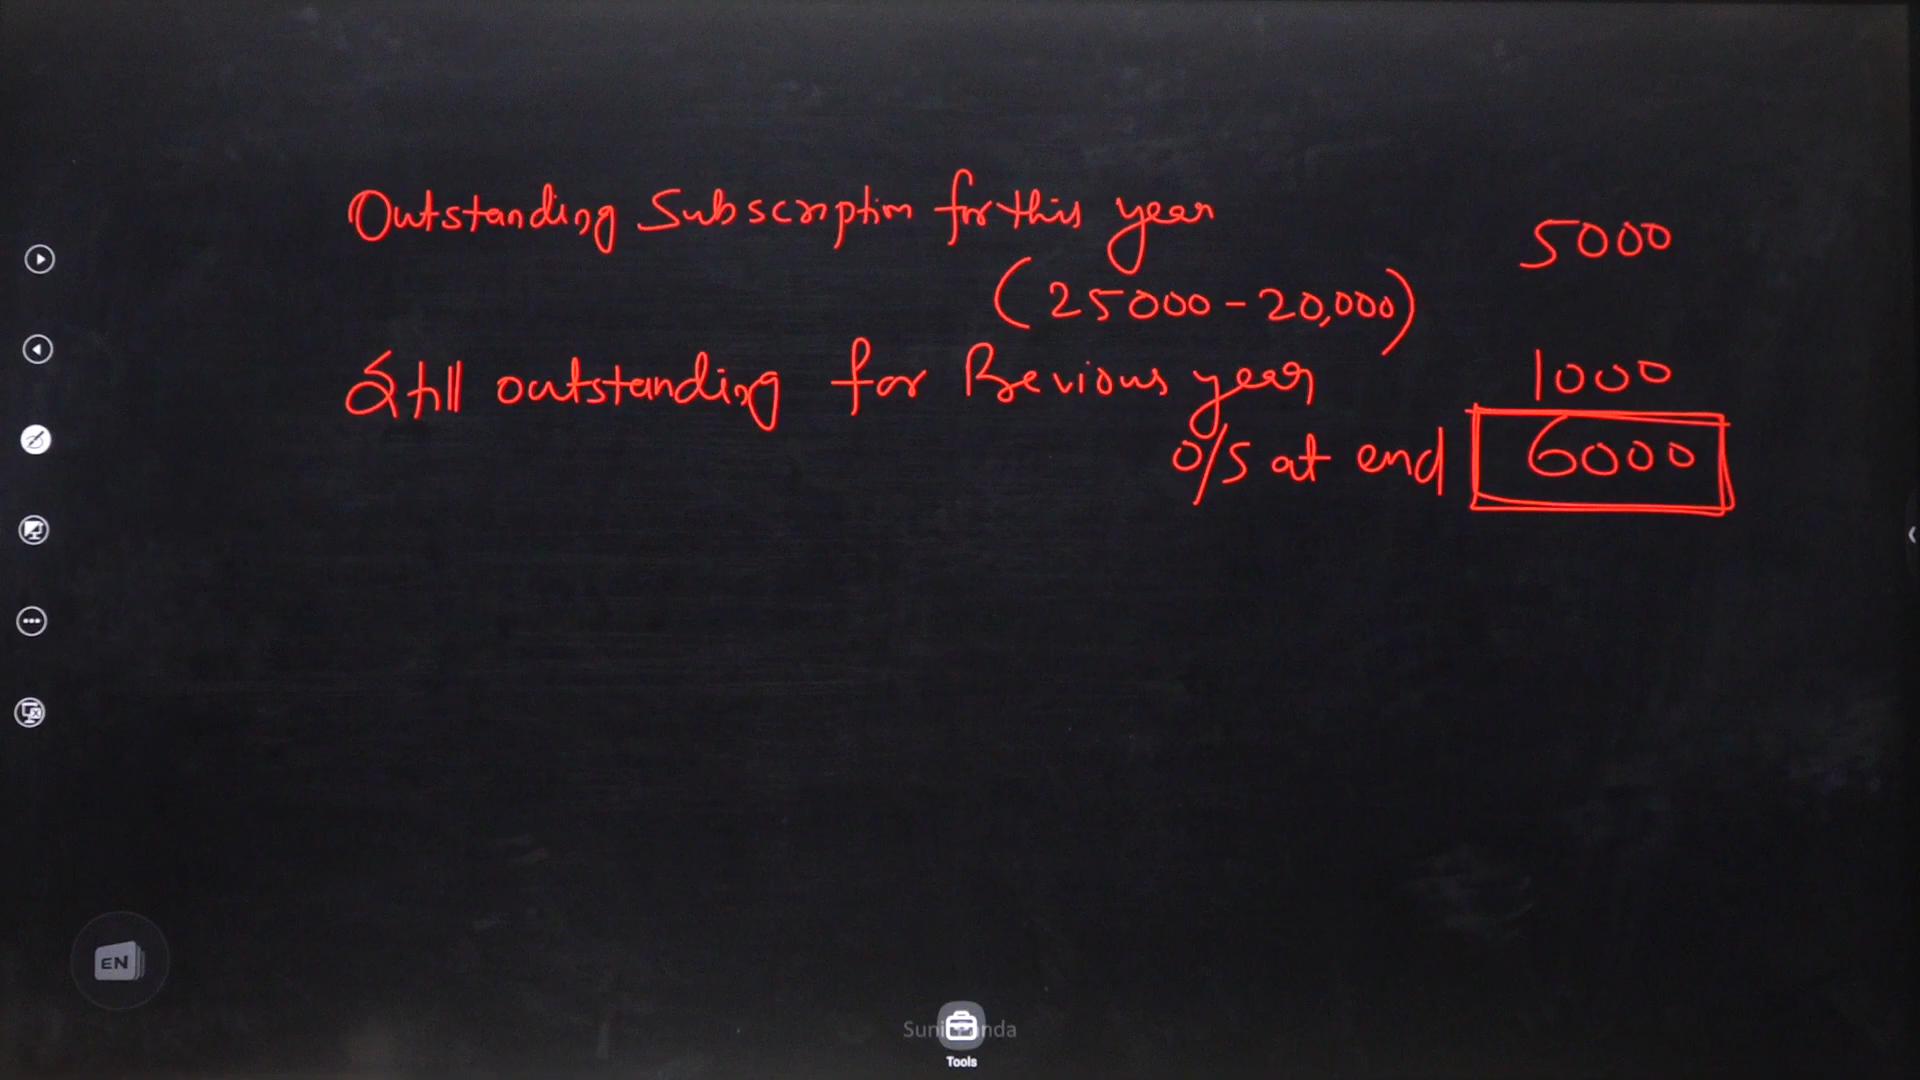 Outstanding Subscription for this year 5000
(25000 - 20,000)
Still outstanding for Previous year 1000
O/S at end 6000
EN
Tools